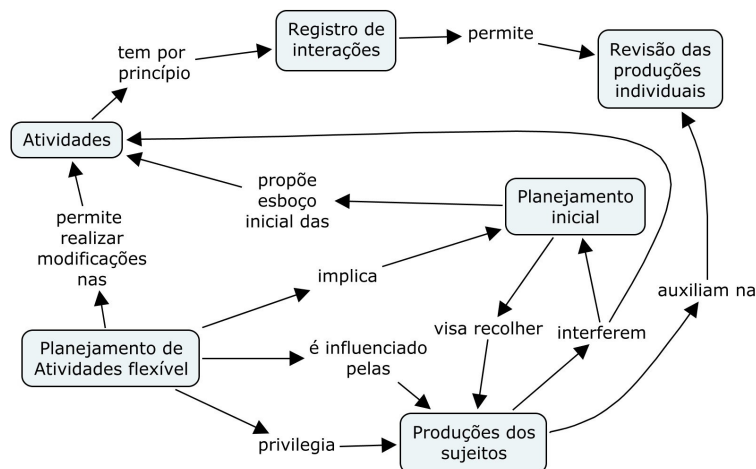 Registro de
interações
permite
Revisão das
produções
individuais
tem por
princípio
Atividades
propõe
esboço
inicial das
Planejamento
inicial
permite
realizar
modificações
nas
implica
auxiliam na
visa recolher
interferem
Planejamento de
Atividades flexível
é influenciado
pelas
privilegia
Produções dos
sujeitos